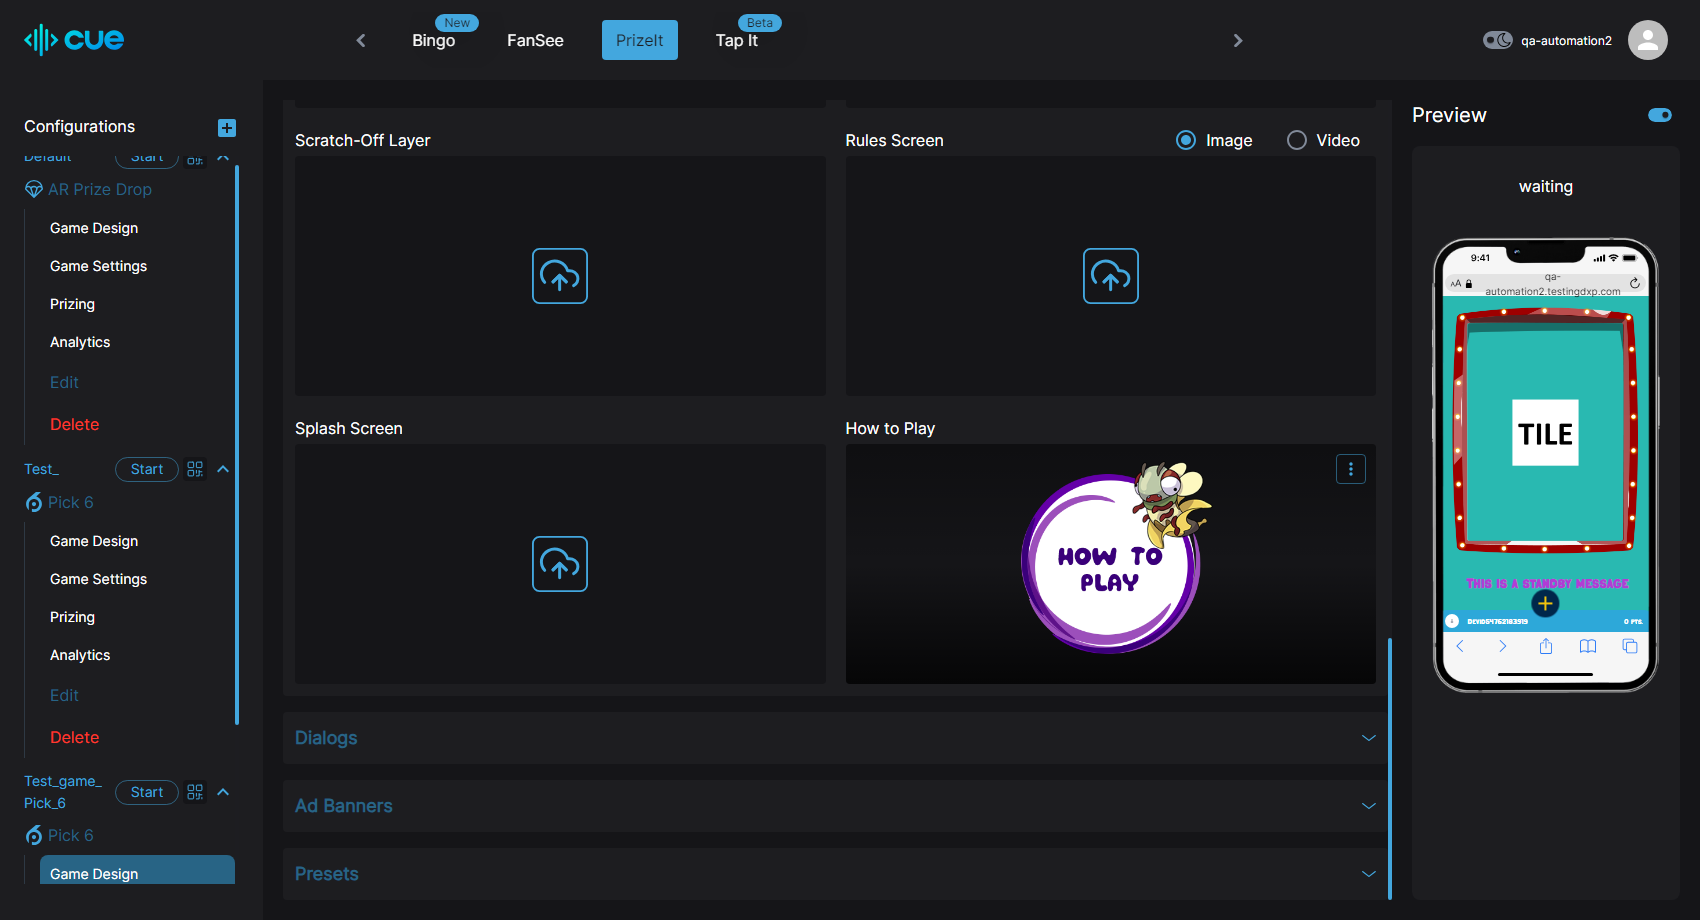 cue
New
Bingo
FanSee
PrizeIt
Beta
Tap It
qa-automation2
Configurations
Default
Start
AR Prize Drop
Game Design
Game Settings
Prizing
Analytics
Edit
Delete
Test_
Start
Pick 6
Game Design
Game Settings
Prizing
Analytics
Edit
Delete
Test_game_
Pick_6
Start
Pick 6
Game Design
Scratch-Off Layer
Rules Screen
Image
Video
Splash Screen
How to Play
HOW TO
PLAY
Dialogs
Ad Banners
Presets
Preview
waiting
9:41
AA
qa-
automation2.testingdxp.com
TILE
THIS IS A STANDBY MESSAGE
0 PTS.